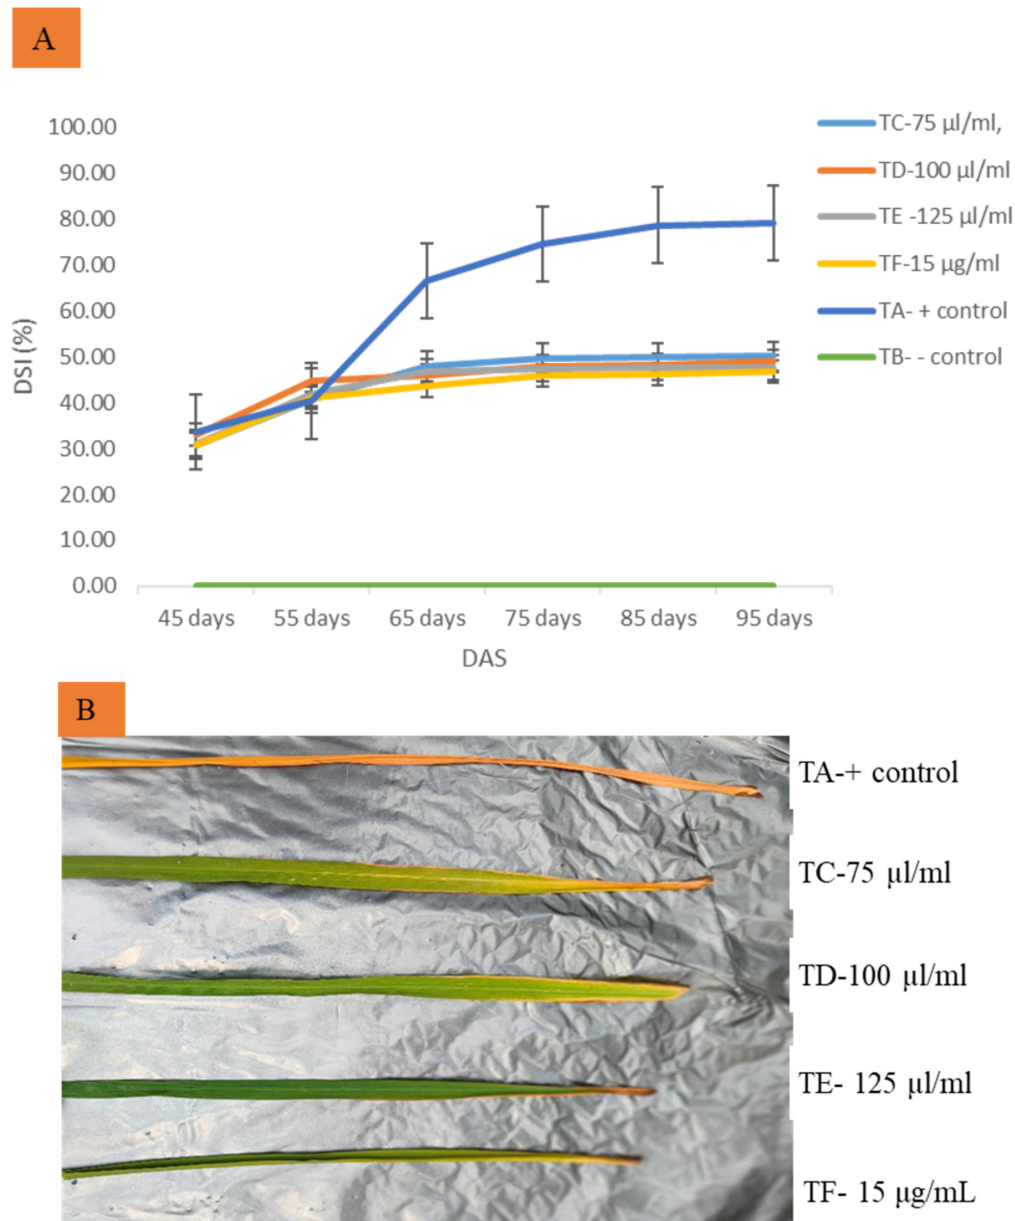 A
100.00
90.00
80.00
70.00
60.00
50.00
40.00
30.00
20.00
10.00
0.00
DSI (%)
45 days 55 days 65 days 75 days 85 days 95 days
DAS
TC-75 µl/ml,
TD-100 µl/ml
TE -125 µl/ml
TF-15 µg/ml
TA- + control
TB- - control
B
TA-+ control
TC-75 µl/ml
TD-100 µl/ml
TE- 125 µl/ml
TF- 15 µg/mL